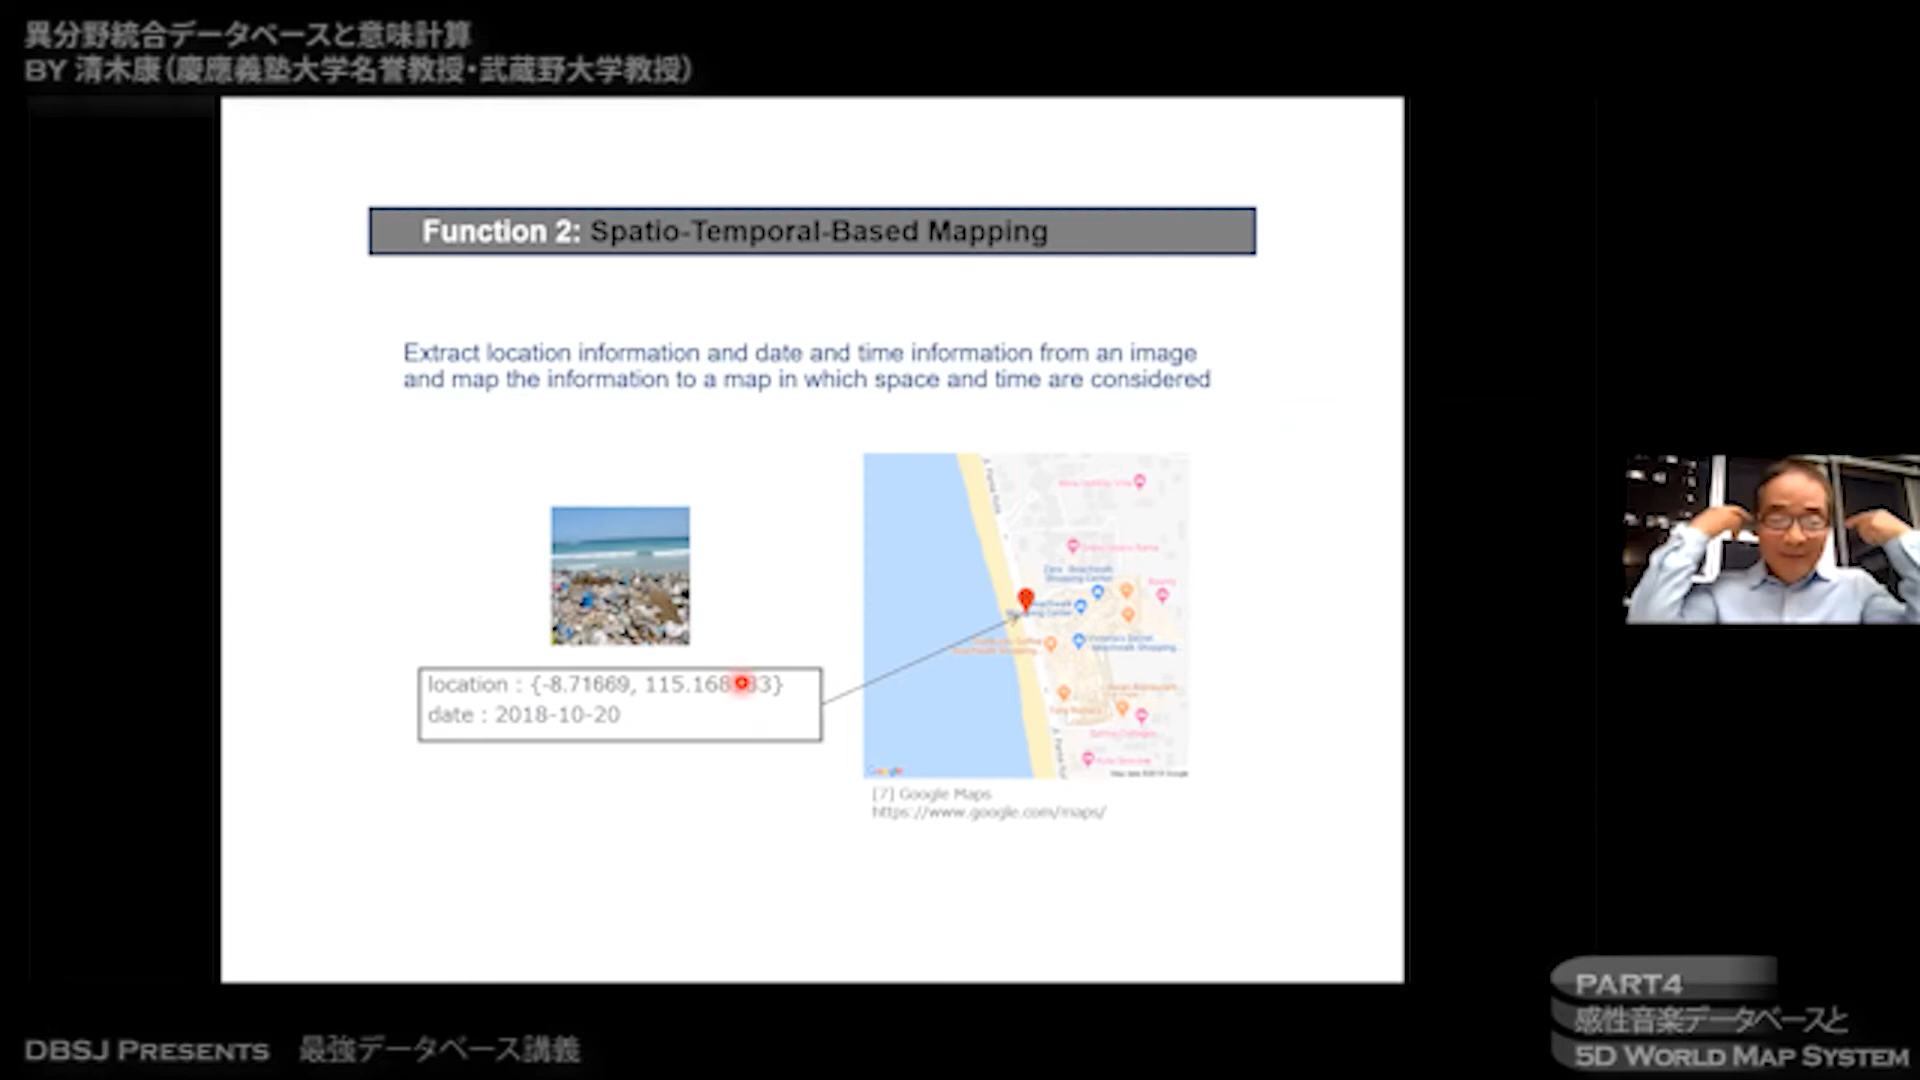 異分野統合データベースと意味計算
BY 清木康（慶應義塾大学名誉教授・武蔵野大学教授）
Function 2: Spatio-Temporal-Based Mapping
Extract location information and date and time information from an image
and map the information to a map in which space and time are considered
location : {-8.71669,
date : 2018-10-20
Google
[7] Google Maps
https://www.google.com/maps/
DBSJ PRESENTS 最強データベース講義
PART4
感性音楽データベースと
5D WORLD MAP SYSTEM